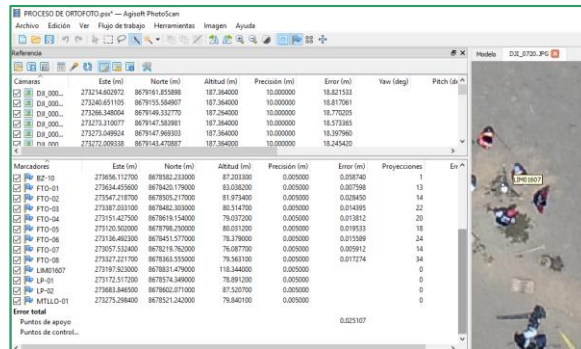 PROCESO DE ORTOFOTO.psx* — Agisoft PhotoScan
Archivo Edición Ver Flujo de trabajo Herramientas Imagen Ayuda
Referencia
Modelo DJI_0720.JPG
Cámaras Este (m) Norte (m) Altitud (m) Precisión (m) Error (m) Yaw (deg) Pitch (de
DJI_000... 273214.602972 8679161.855898 187.364000 10.000000 18.821533
DJI_000... 273240.651105 8679155.584907 187.364000 10.000000 18.817061
DJI_000... 273266.348004 8679149.332770 187.264000 10.000000 18.770205
DJI_000... 273273.310077 8679147.583981 187.364000 10.000000 18.573365
DJI_000... 273273.049924 8679147.969303 187.364000 10.000000 18.397960
DJI_000... 273272.009338 8679143.470887 187.364000 10.000000 18.245420
Marcadores Este (m) Norte (m) Altitud (m) Precisión (m) Error (m) Proyecciones Err
BZ-10 273656.112700 8678582.233000 87.203300 0.005000 0.058740 1
FTO-01 273634.455600 8678420.179000 83.038200 0.005000 0.007598 13
FTO-02 273547.218700 8678505.217000 81.973400 0.005000 0.028450 14
FTO-03 273387.033100 8678482.303000 80.514700 0.005000 0.014395 22
FTO-04 273151.427500 8678619.154000 79.037200 0.005000 0.013812 20
FTO-05 273120.502000 8678798.250000 80.031200 0.005000 0.019533 18
FTO-06 273136.492300 8678451.577000 78.379000 0.005000 0.015589 24
FTO-07 273057.532400 8678219.762000 76.087700 0.005000 0.005912 14
FTO-08 273327.221700 8678363.555000 79.563100 0.005000 0.017274 34
LIM01607 273197.923000 8678831.479000 118.344000 0.005000 0
LP-01 273172.517200 8678574.349000 78.891200 0.005000 0
LP-02 273683.846500 8678602.071000 87.520700 0.005000 0
MTLLO-01 273275.298400 8678521.242000 79.840100 0.005000 0
Error total
Puntos de apoyo 0.025107
Puntos de control...
LIM01607